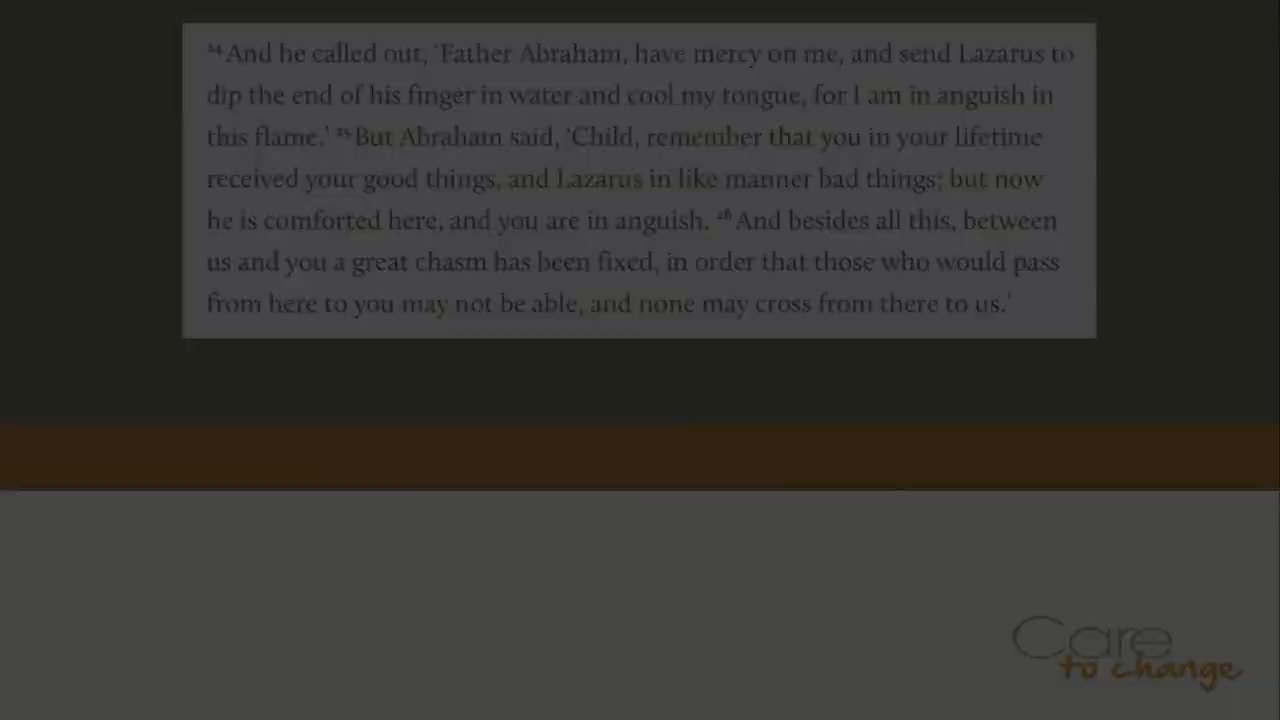 ²⁴ And he called out, 'Father Abraham, have mercy on me, and send Lazarus to
dip the end of his finger in water and cool my tongue, for I am in anguish in
this flame.' ²⁵ But Abraham said, 'Child, remember that you in your lifetime
received your good things, and Lazarus in like manner bad things; but now
he is comforted here, and you are in anguish. ²⁶ And besides all this, between
us and you a great chasm has been fixed, in order that those who would pass
from here to you may not be able, and none may cross from there to us.'
Care
to change